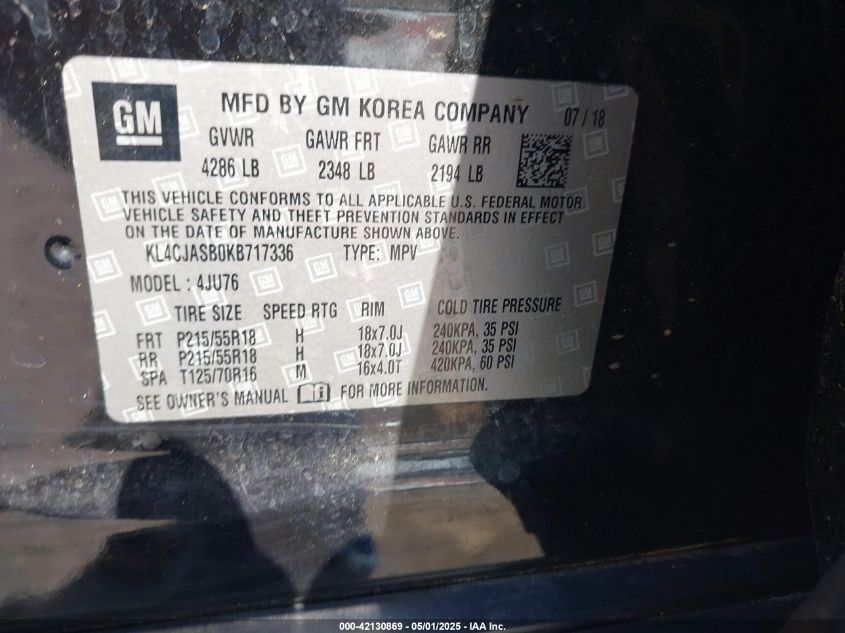 GM
MFD BY GM KOREA COMPANY 07 / 18
GVWR GAWR FRT GAWR RR
4286 LB 2348 LB 2194 LB
THIS VEHICLE CONFORMS TO ALL APPLICABLE U.S. FEDERAL MOTOR
VEHICLE SAFETY AND THEFT PREVENTION STANDARDS IN EFFECT
ON THE DATE OF MANUFACTURE SHOWN ABOVE.
KL4CJASB0KB717336 TYPE: MPV
MODEL : 4JU76
TIRE SIZE SPEED RTG RIM COLD TIRE PRESSURE
FRT P215/55R18 H 18x7.0J 240KPA, 35 PSI
RR P215/55R18 H 18x7.0J 240KPA, 35 PSI
SPA T125/70R16 M 16x4.0T 420KPA, 60 PSI
SEE OWNER'S MANUAL FOR MORE INFORMATION.
000-42130869 - 05/01/2025 - IAA Inc.